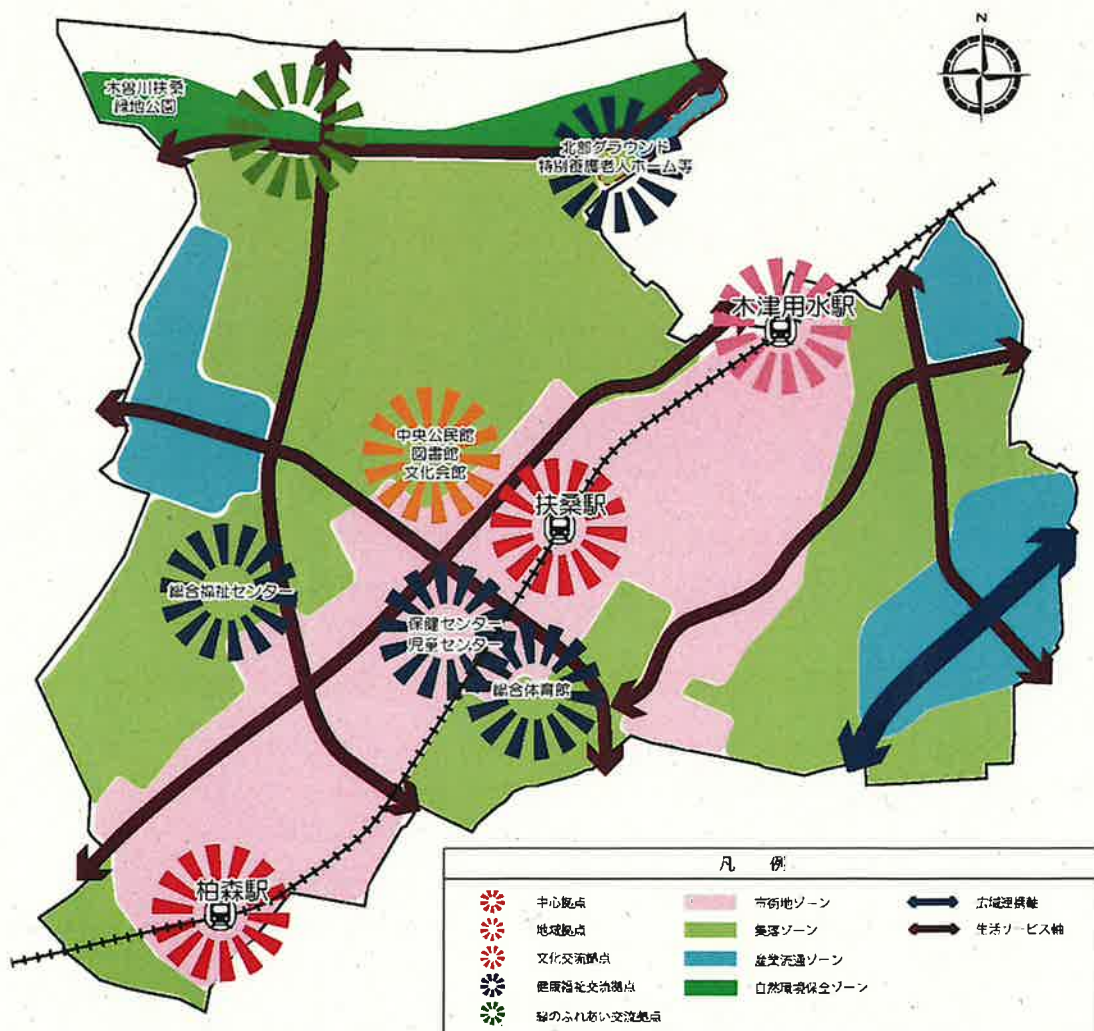 N
木曽川扶桑
緑地公園
北部グラウンド
特別養護老人ホーム等
木津用水駅
中央公民館
図書館
文化会館
扶桑駅
総合福祉センター
保健センター
児童センター
総合体育館
柏森駅
凡 例
中心拠点
地域拠点
文化交流拠点
健康福祉交流拠点
緑のふれあい交流拠点
市街地ゾーン
集落ゾーン
産業流通ゾーン
自然環境保全ゾーン
広域連携軸
生活サービス軸